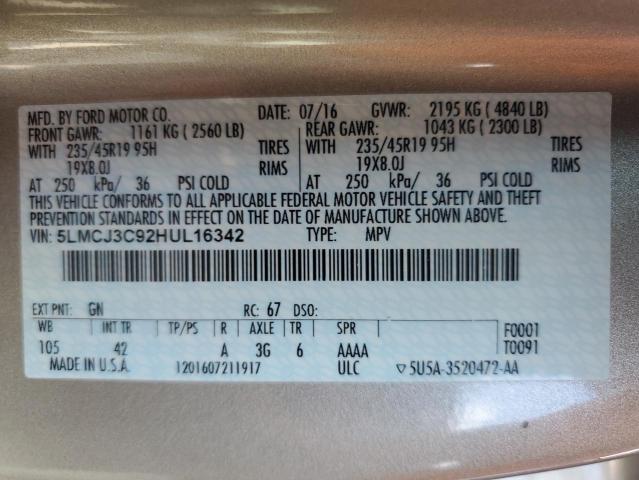 MFD. BY FORD MOTOR CO. DATE: 07/16 GVWR: 2195 KG ( 4840 LB)
FRONT GAWR: 1161 KG ( 2560 LB) REAR GAWR: 1043 KG ( 2300 LB)
WITH 235/45R19 95H TIRES WITH 235/45R19 95H TIRES
19X8.0J RIMS 19X8.0J RIMS
AT 250 kPa/ 36 PSI COLD AT 250 kPa/ 36 PSI COLD
THIS VEHICLE CONFORMS TO ALL APPLICABLE FEDERAL MOTOR VEHICLE SAFETY AND THEFT
PREVENTION STANDARDS IN EFFECT ON THE DATE OF MANUFACTURE SHOWN ABOVE.
VIN: 5LMCJ3C92HUL16342 TYPE: MPV
EXT PNT: GN RC: 67 DSO:
WB INT TR TP/PS R AXLE TR SPR F0001
105 42 A 3G 6 AAAA T0091
MADE IN U.S.A. 1201607211917 ULC ▽5U5A-3520472-AA